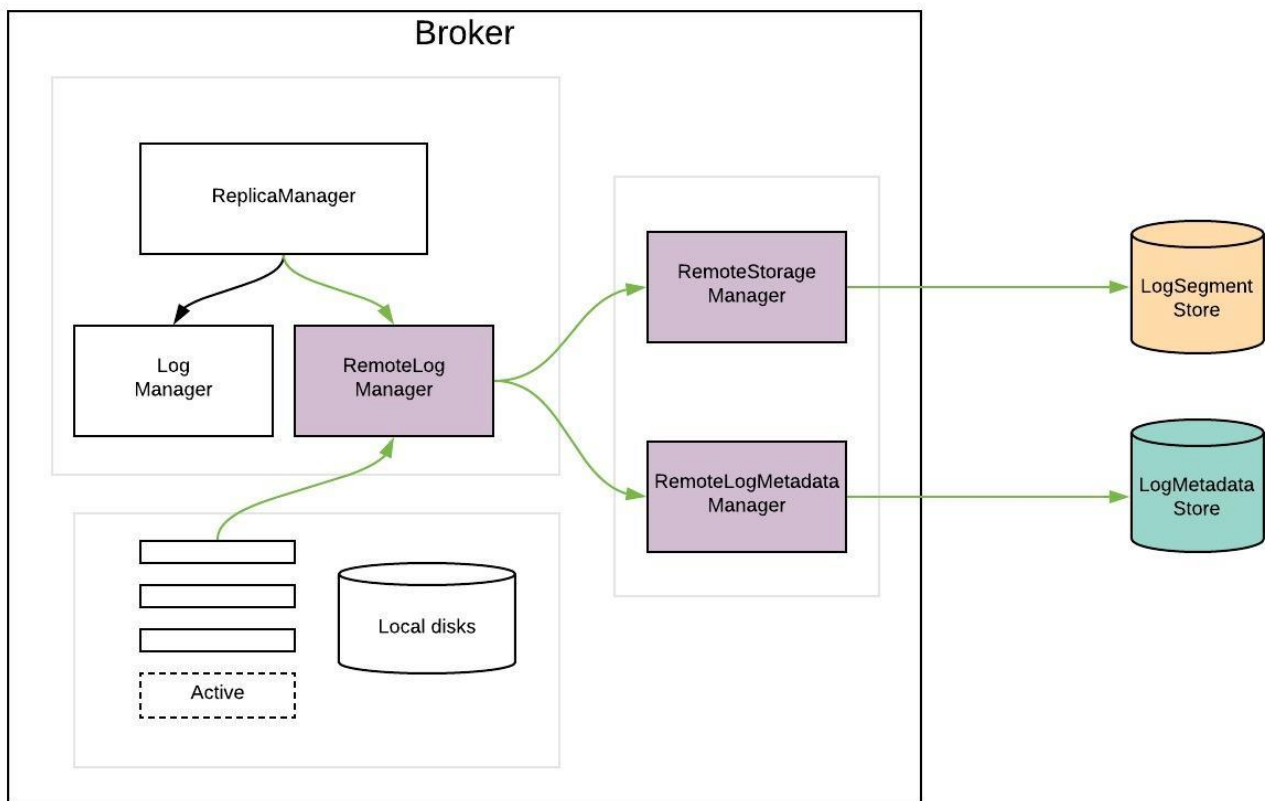 Broker
ReplicaManager
Log
Manager
RemoteLog
Manager
RemoteStorage
Manager
RemoteLogMetadata
Manager
LogSegment
Store
LogMetadata
Store
Local disks
Active